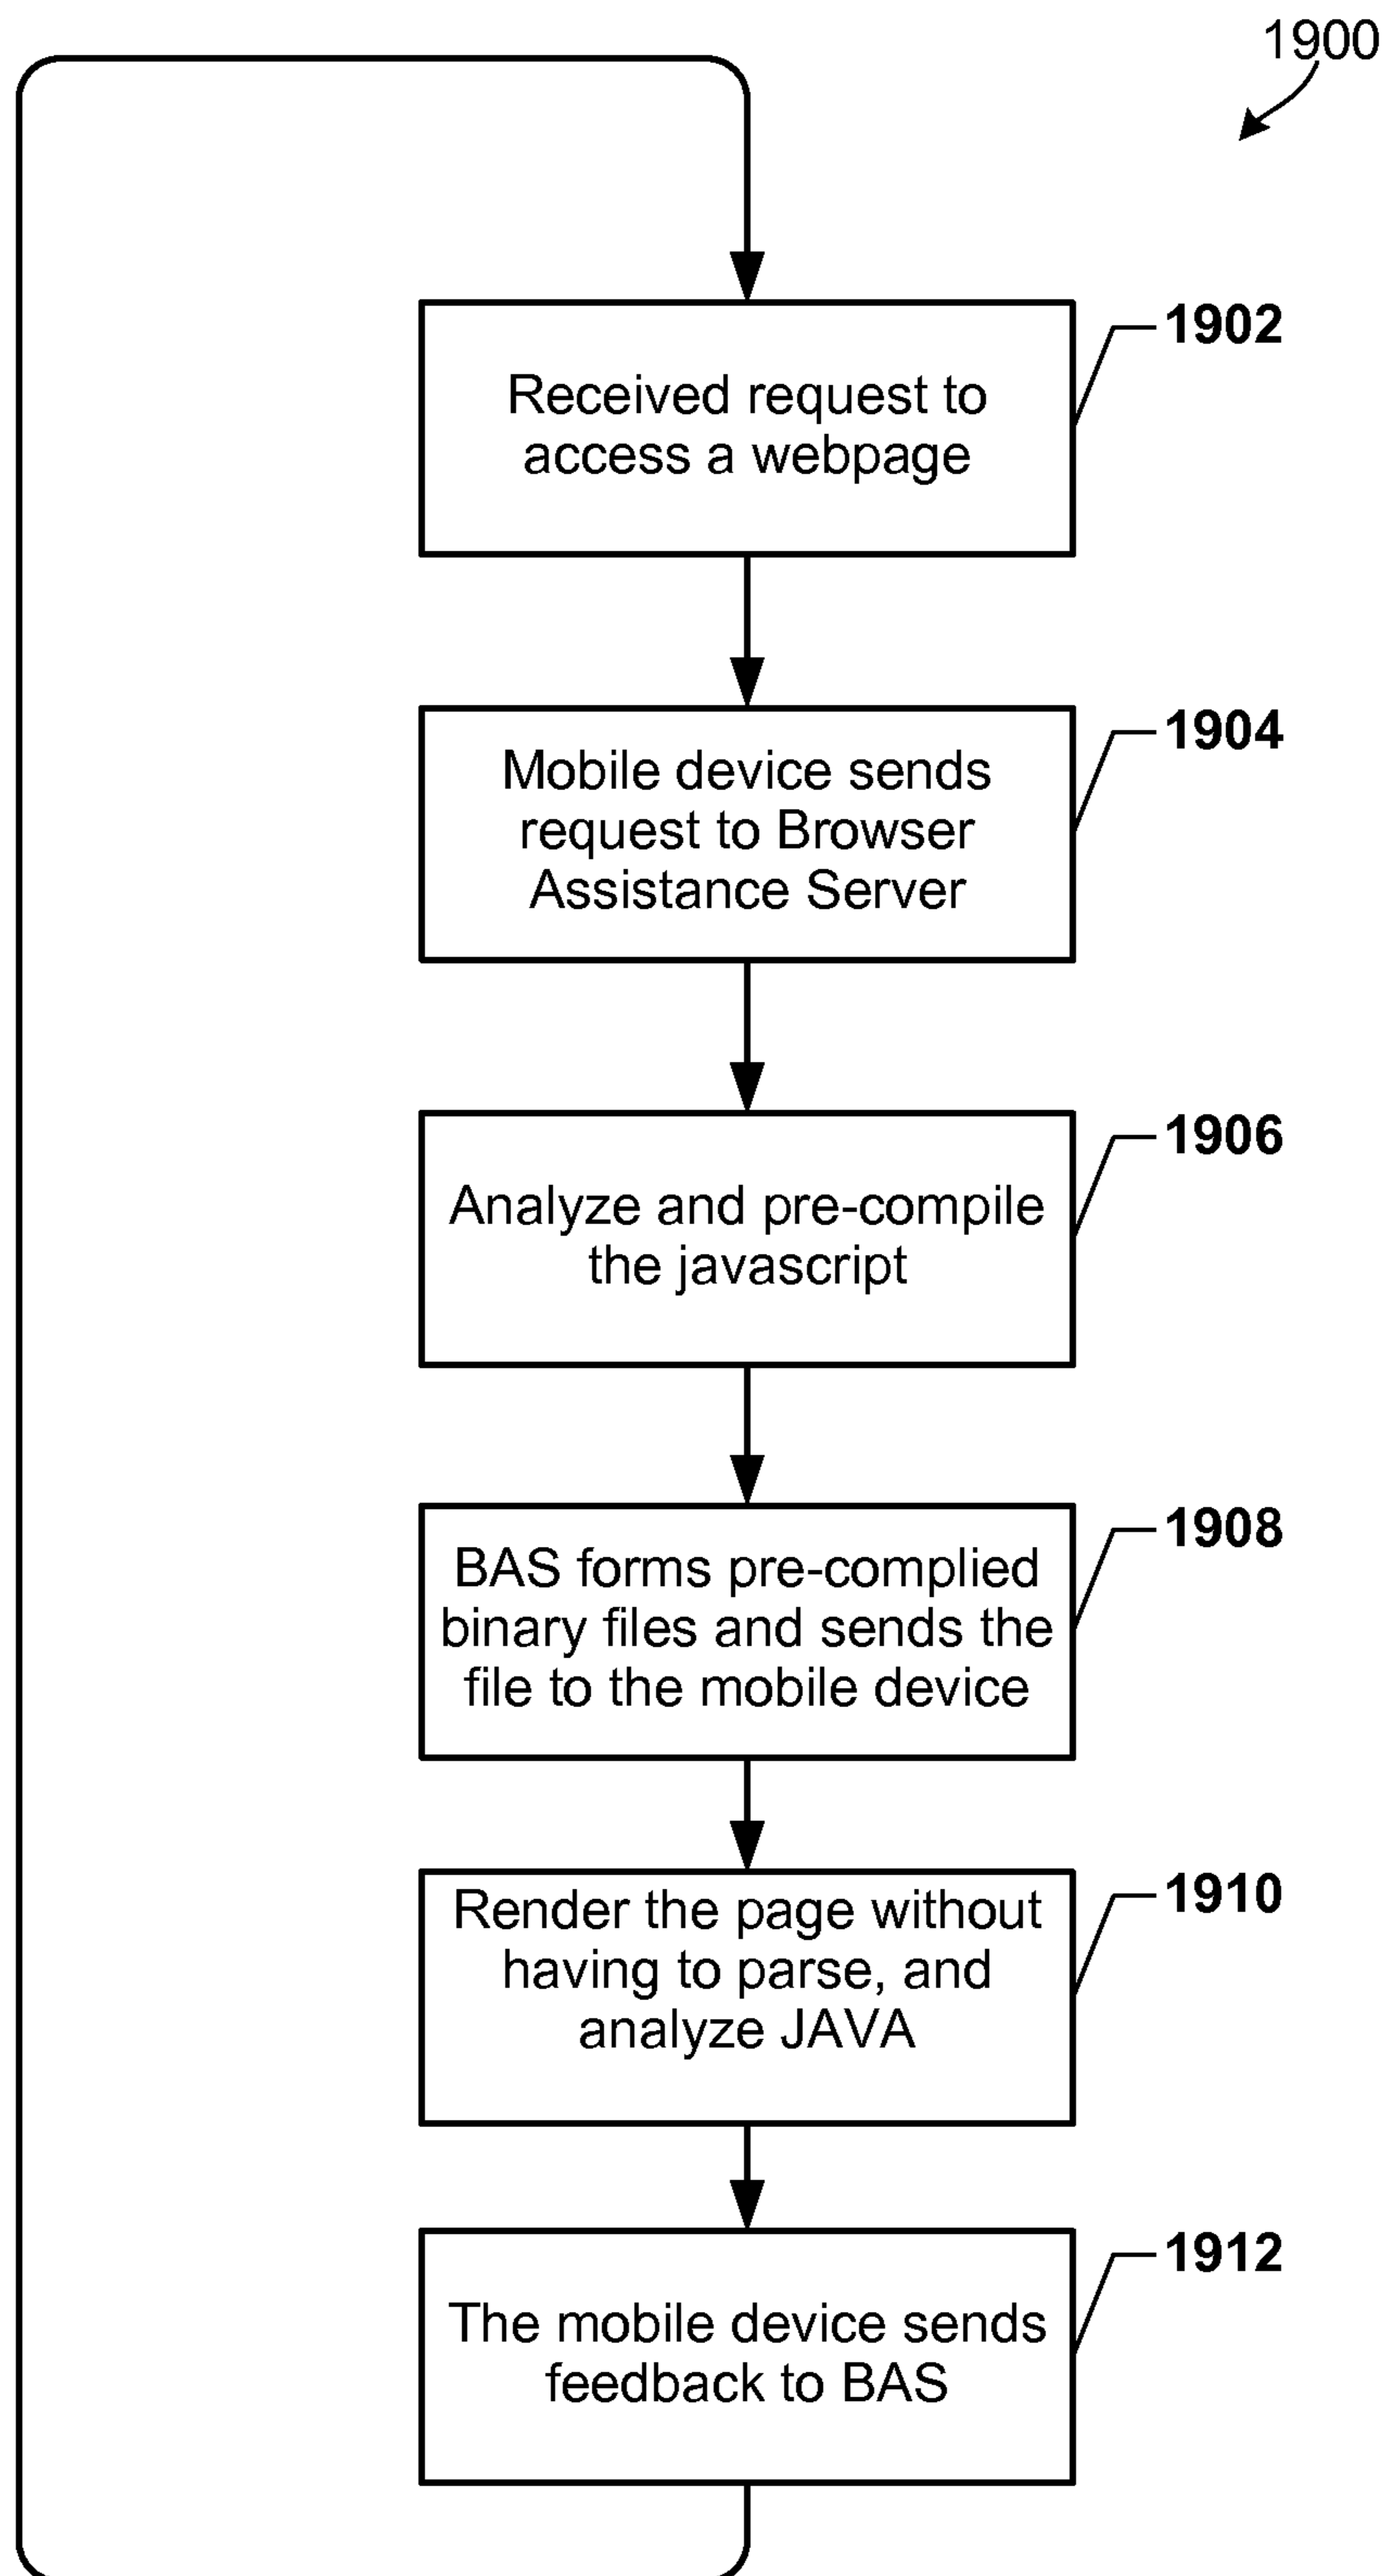 1900
Received request to
access a webpage
1902
Mobile device sends
request to Browser
Assistance Server
1904
Analyze and pre-compile
the javascript
1906
BAS forms pre-complied
binary files and sends the
file to the mobile device
1908
Render the page without
having to parse, and
analyze JAVA
1910
The mobile device sends
feedback to BAS
1912